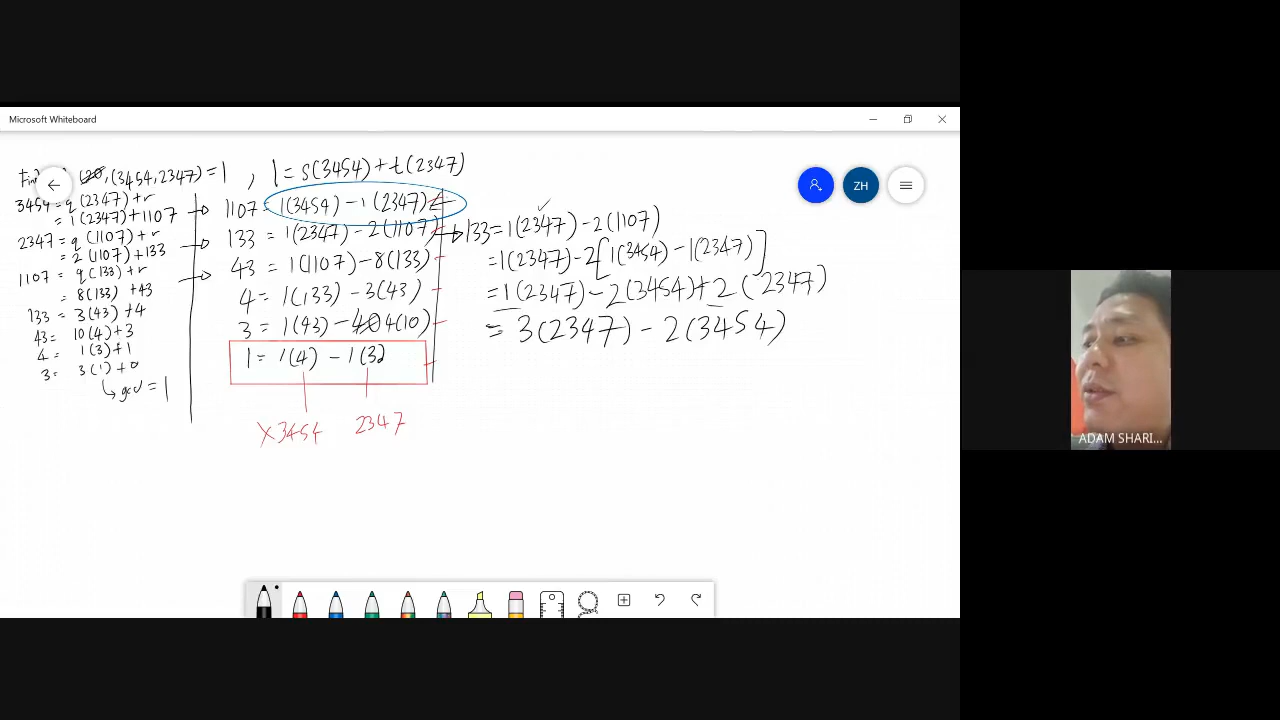 Microsoft Whiteboard
(3454,2347) = 1 , 1 = s(3454)+t(2347)
3454 = q(2347)+r
= 1(2347)+1107
2347 = q(1107)+r
= 2(1107)+133
1107 = q(133)+r
= 8(133) +43
133 = 3(43)+4
43 = 10(4)+3
4 = 1(3)+1
3 = 3(1)+0
↳ gcd = 1
1107 = 1(3454) - 1(2347)
133 = 1(2347) - 2(1107)
43 = 1(1107) - 8(133)
4 = 1(133) - 3(43)
3 = 1(43) - 4(10)
1 = 1(4) - 1(3)
X3454 2347
133 = 1(2347) - 2(1107)
= 1(2347) - 2[1(3454) - 1(2347)]
= 1(2347) - 2(3454) + 2(2347)
= 3(2347) - 2(3454)
ZH
ADAM SHARI...